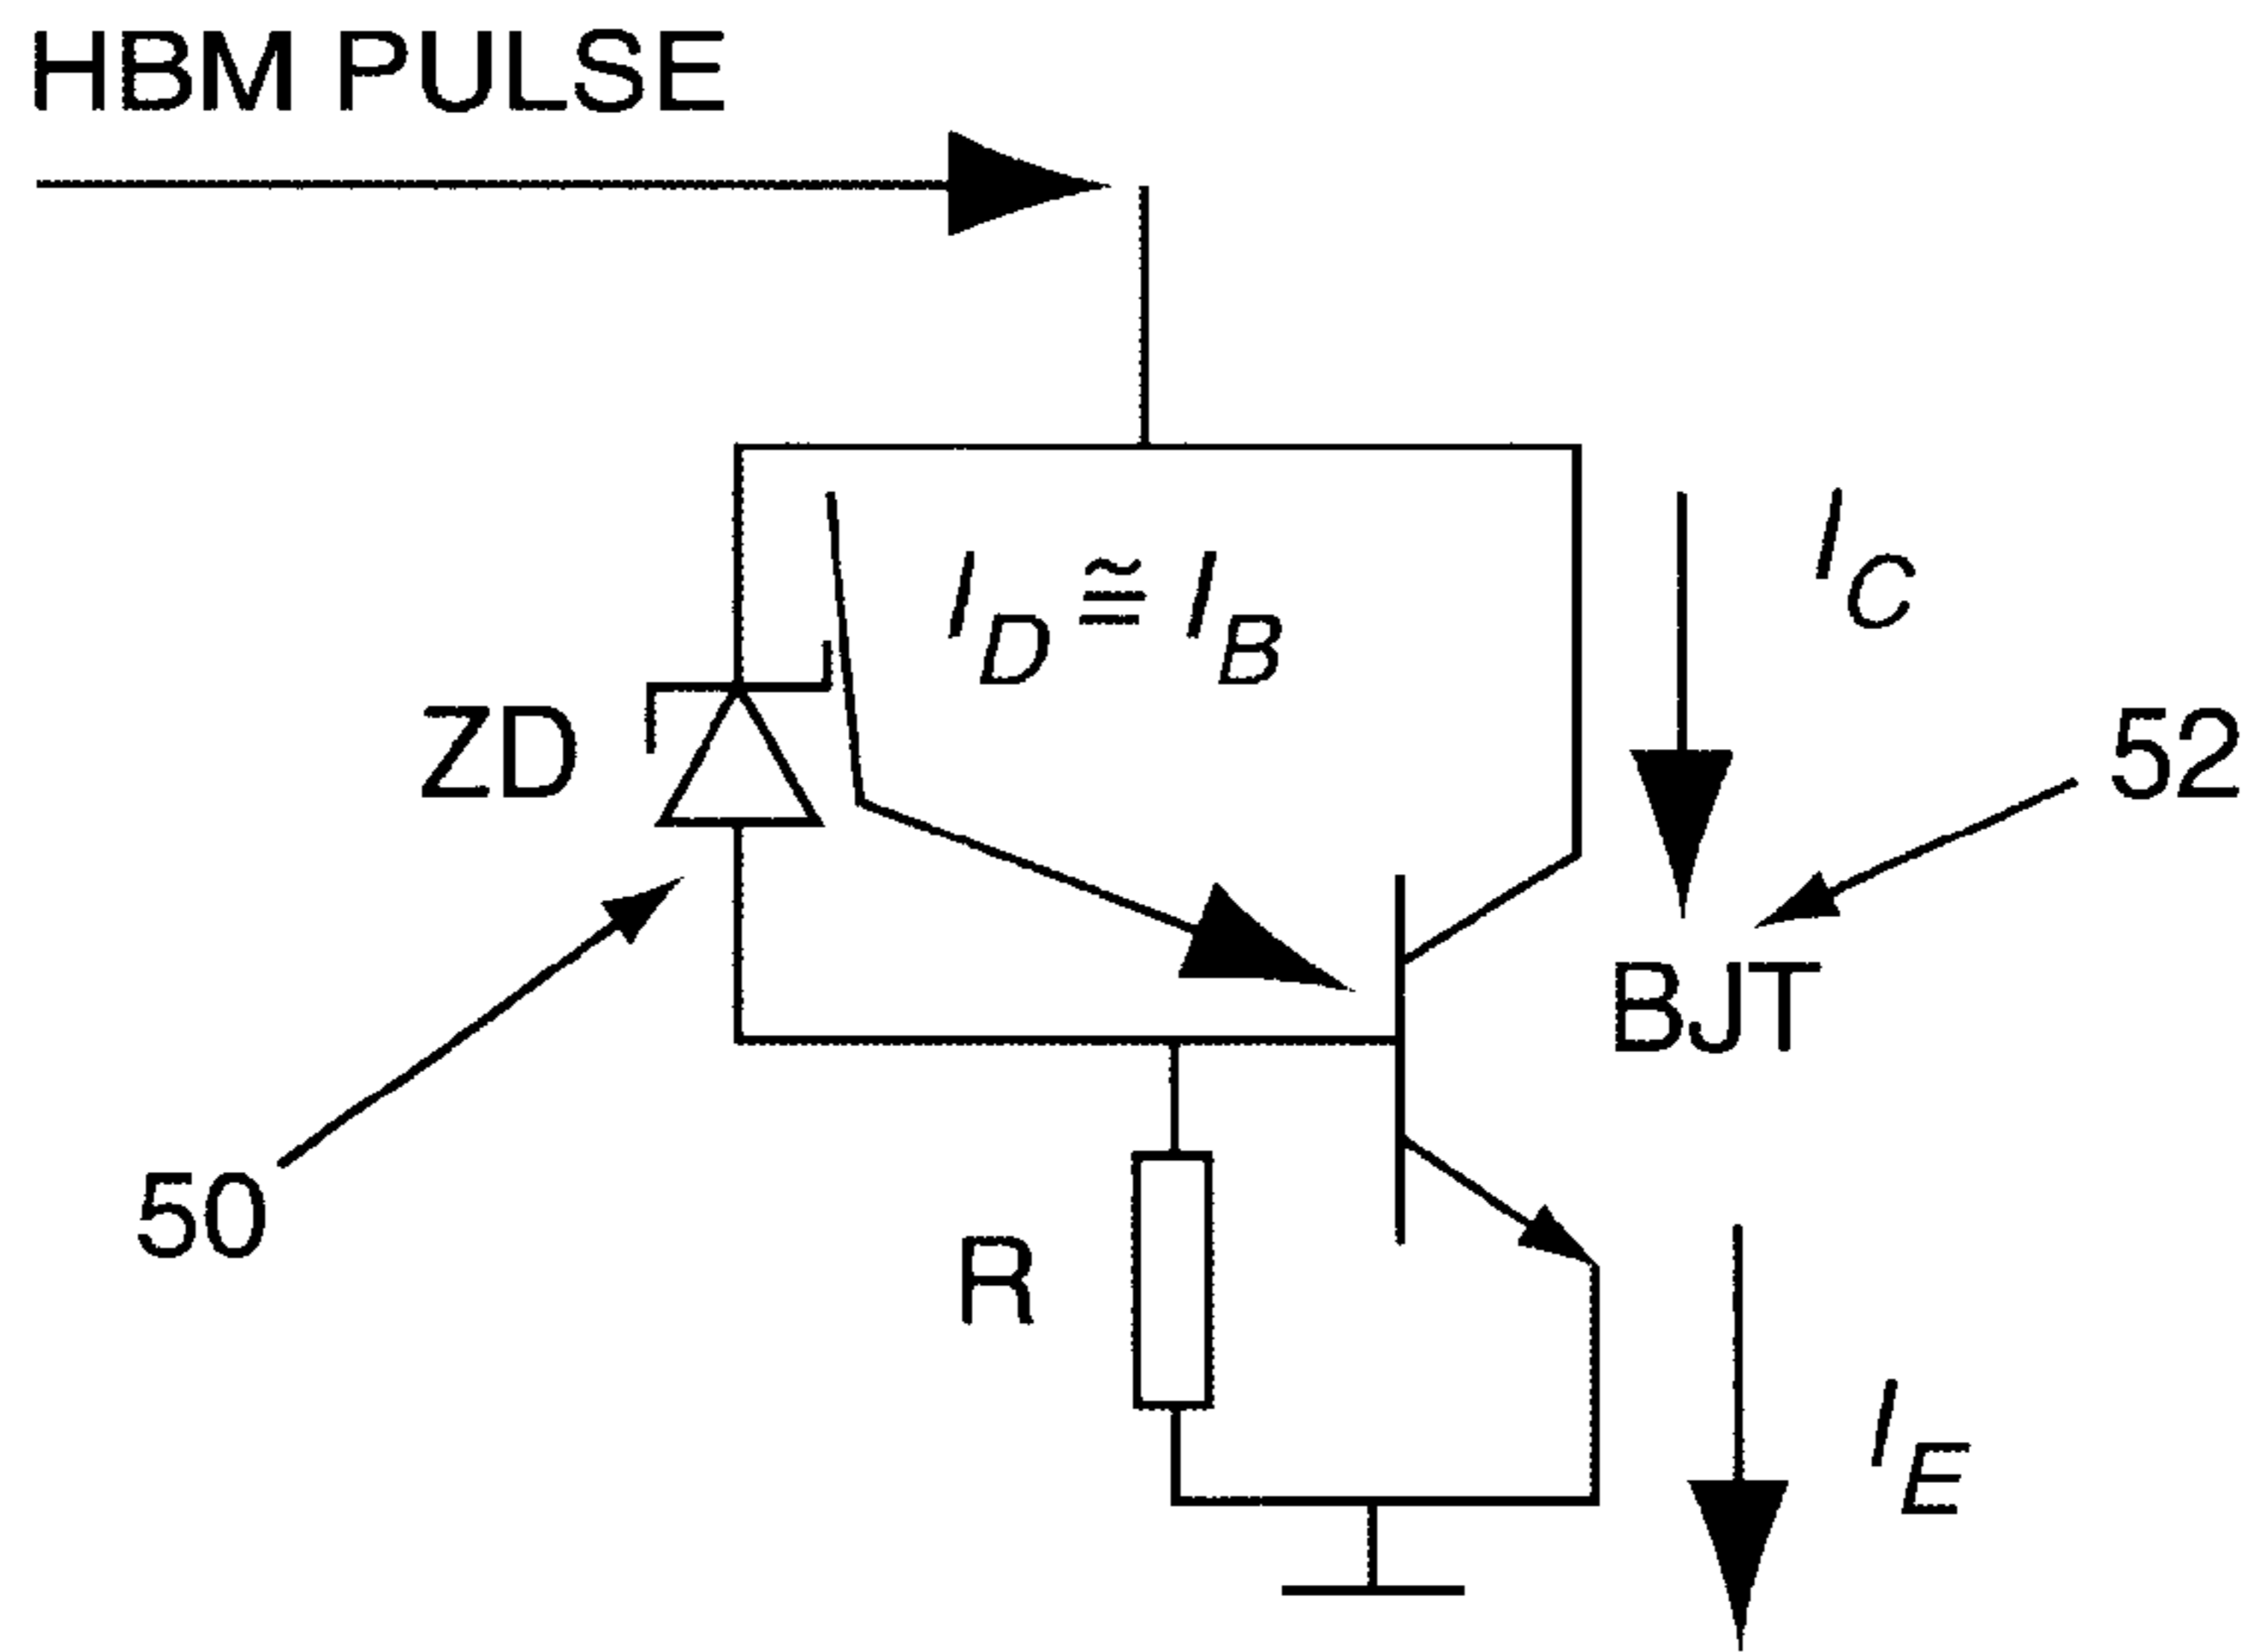 HBM PULSE
I_D ≅ I_B
I_C
ZD
52
BJT
50
R
I_E